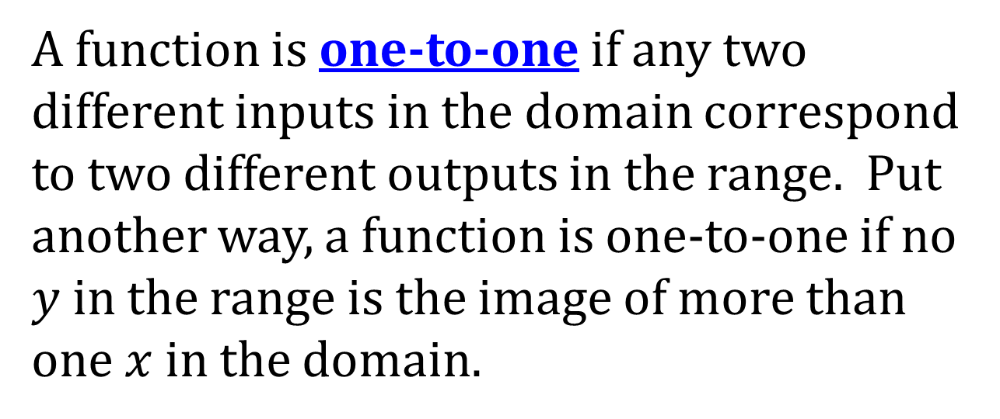 A function is one-to-one if any two
different inputs in the domain correspond
to two different outputs in the range.  Put
another way, a function is one-to-one if no
y in the range is the image of more than
one x in the domain.